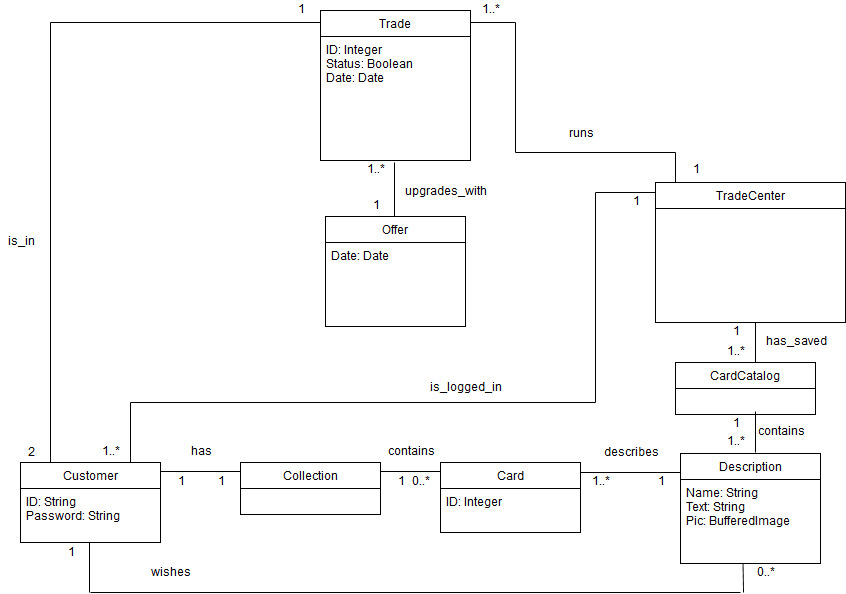 1
Trade
1..*
ID: Integer
Status: Boolean
Date: Date
runs
1..*
1
upgrades_with
1
TradeCenter
1
Offer
is_in
Date: Date
1
has_saved
1..*
CardCatalog
is_logged_in
1
contains
1..*
2
1..*
has
contains
describes
Customer
Collection
Card
Description
1
1
1
0..*
1..*
1
ID: String
Password: String
ID: Integer
Name: String
Text: String
Pic: BufferedImage
1
wishes
0..*